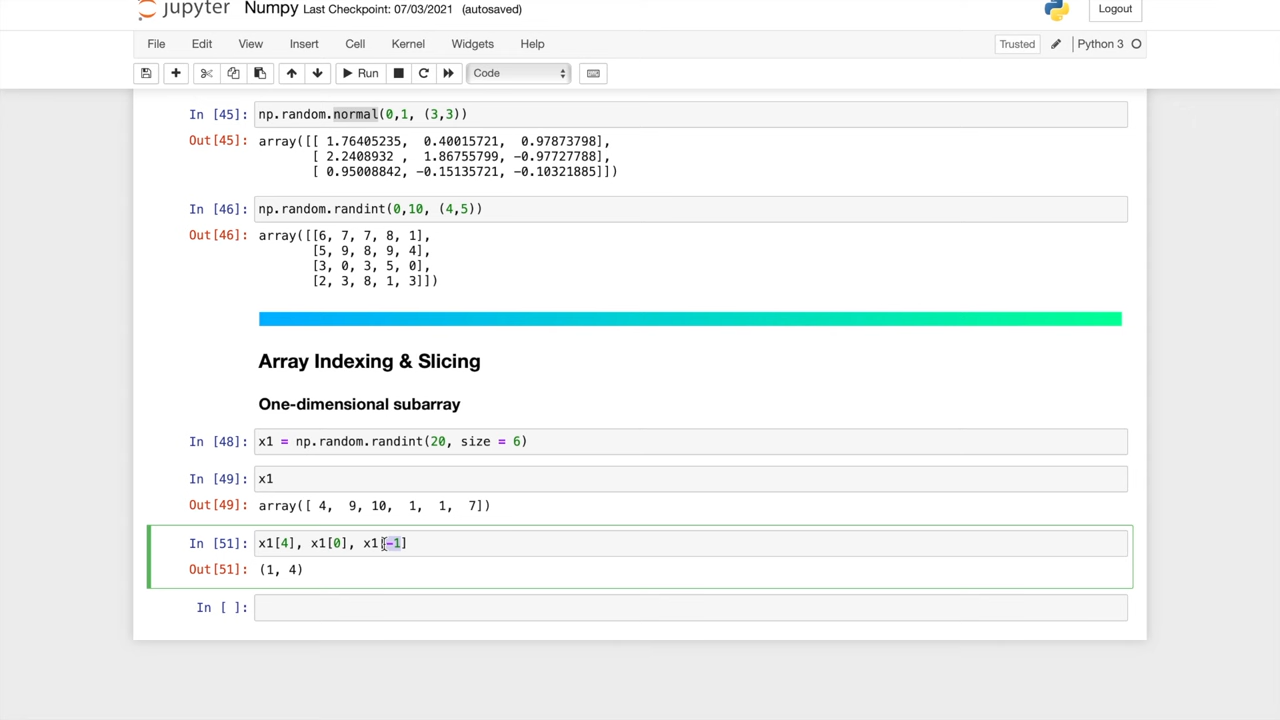 jupyter Numpy Last Checkpoint: 07/03/2021 (autosaved) Logout
File Edit View Insert Cell Kernel Widgets Help Trusted Python 3
Run Code
In [45]: np.random.normal(0,1, (3,3))
Out[45]: array([[ 1.76405235, 0.40015721, 0.97873798],
[ 2.2408932 , 1.86755799, -0.97727788],
[ 0.95008842, -0.15135721, -0.10321885]])
In [46]: np.random.randint(0,10, (4,5))
Out[46]: array([[6, 7, 7, 8, 1],
[5, 9, 8, 9, 4],
[3, 0, 3, 5, 0],
[2, 3, 8, 1, 3]])
Array Indexing & Slicing
One-dimensional subarray
In [48]: x1 = np.random.randint(20, size = 6)
In [49]: x1
Out[49]: array([ 4, 9, 10, 1, 1, 7])
In [51]: x1[4], x1[0], x1[-1]
Out[51]: (1, 4)
In [ ]: